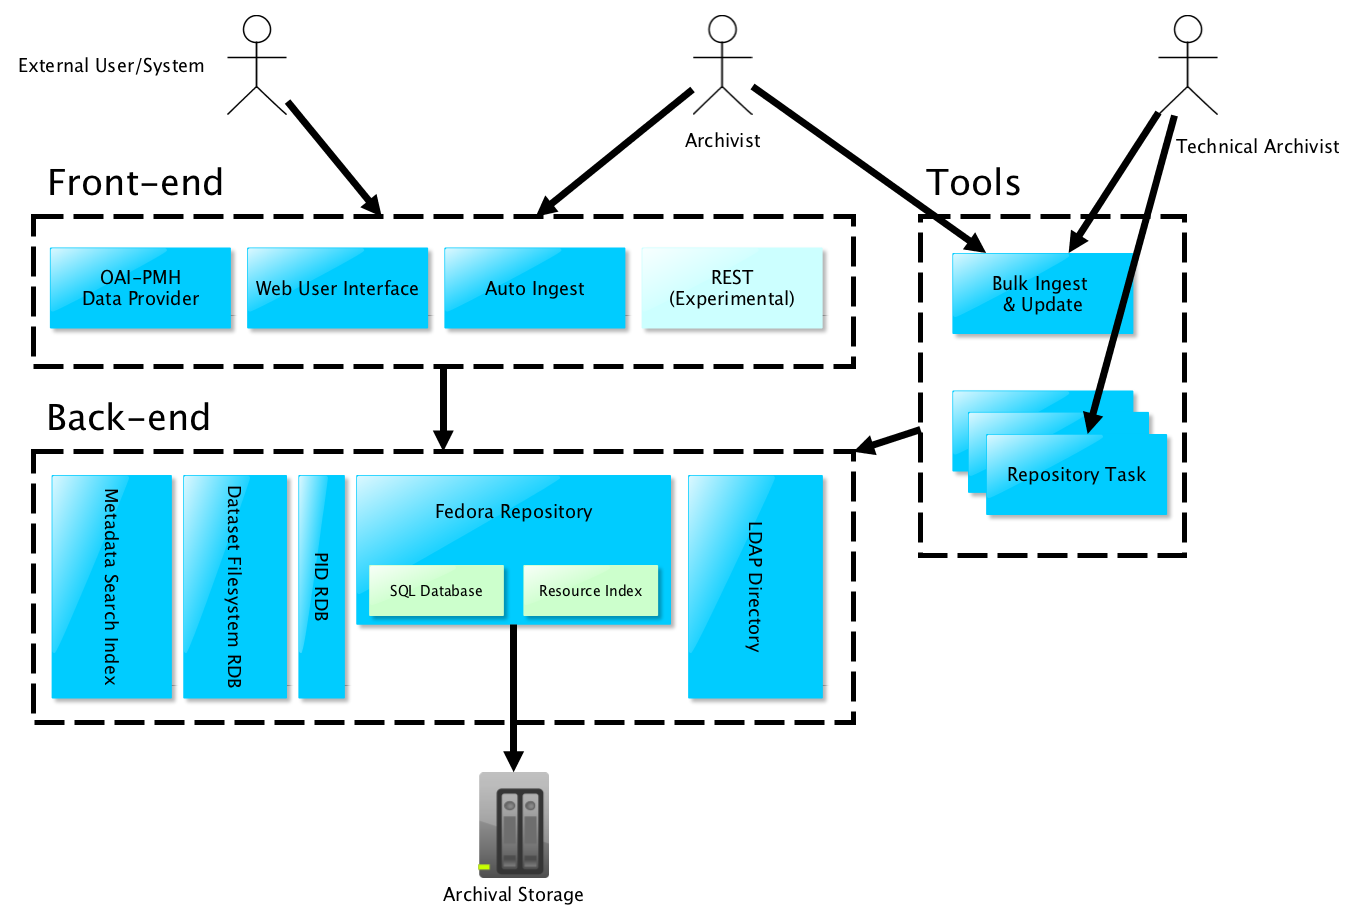 External User/System
Archivist
Technical Archivist
Front-end
Tools
OAI-PMH
Data Provider
Web User Interface
Auto Ingest
REST
(Experimental)
Bulk Ingest
& Update
Back-end
Repository Task
Metadata Search Index
Dataset Filesystem RDB
PID RDB
Fedora Repository
SQL Database
Resource Index
LDAP Directory
Archival Storage